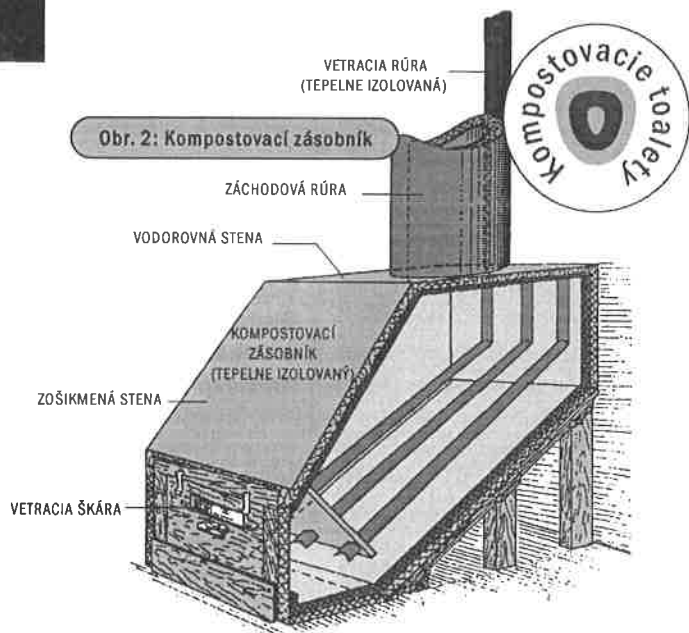 VETRACIA RÚRA
(TEPELNE IZOLOVANÁ)
Kompostovacie toalety
Obr. 2: Kompostovací zásobník
ZÁCHODOVÁ RÚRA
VODOROVNÁ STENA
KOMPOSTOVACÍ
ZÁSOBNÍK
(TEPELNE IZOLOVANÝ)
ZOŠIKMENÁ STENA
VETRACIA ŠKÁRA